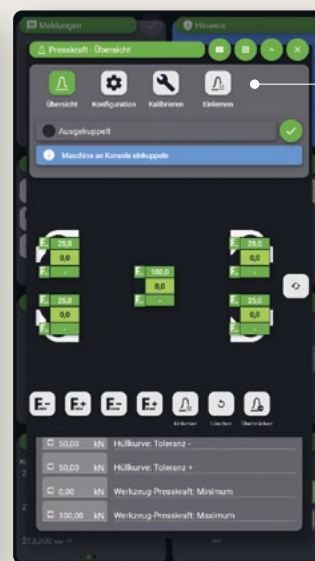 Meldungen
Hinweis
Presskraft - Übersicht
Übersicht
Konfiguration
Kalibrieren
Einlernen
Ausgekuppelt
Maschine an Konsole einkuppeln
25,0
0,0
-
25,0
0,0
-
100,0
0,0
-
25,0
0,0
-
25,0
0,0
-
F-
F+
F-
F+
Einlernen
Löschen
Überbrücken
50,00 kN Hüllkurve: Toleranz -
50,00 kN Hüllkurve: Toleranz +
0,00 kN Werkzeug-Presskraft: Minimum
100,00 kN Werkzeug-Presskraft: Maximum